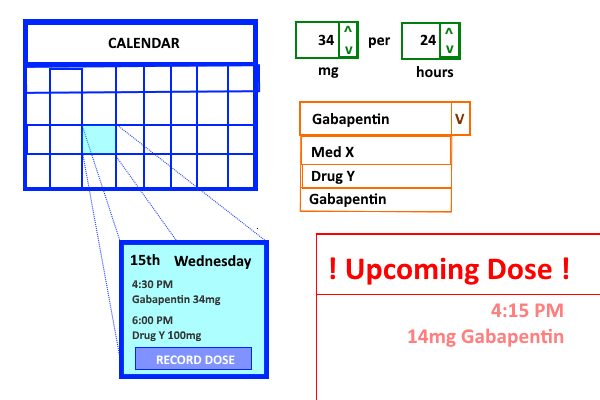 CALENDAR
34 ^ v per 24 ^ v
mg hours
Gabapentin V
Med X
Drug Y
Gabapentin
15th Wednesday
4:30 PM
Gabapentin 34mg
6:00 PM
Drug Y 100mg
RECORD DOSE
! Upcoming Dose !
4:15 PM
14mg Gabapentin